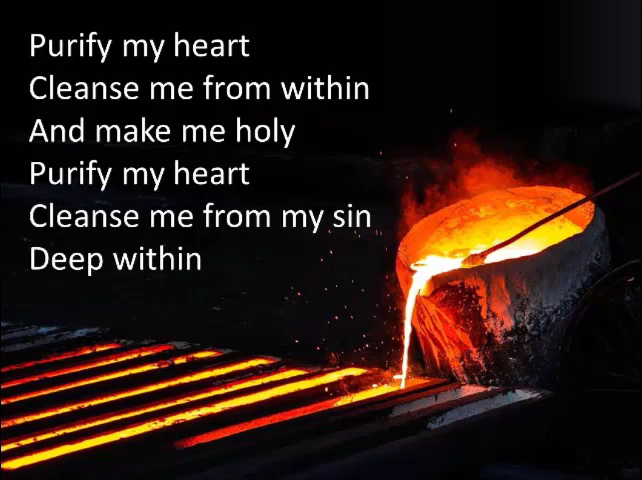 Purify my heart
Cleanse me from within
And make me holy
Purify my heart
Cleanse me from my sin
Deep within